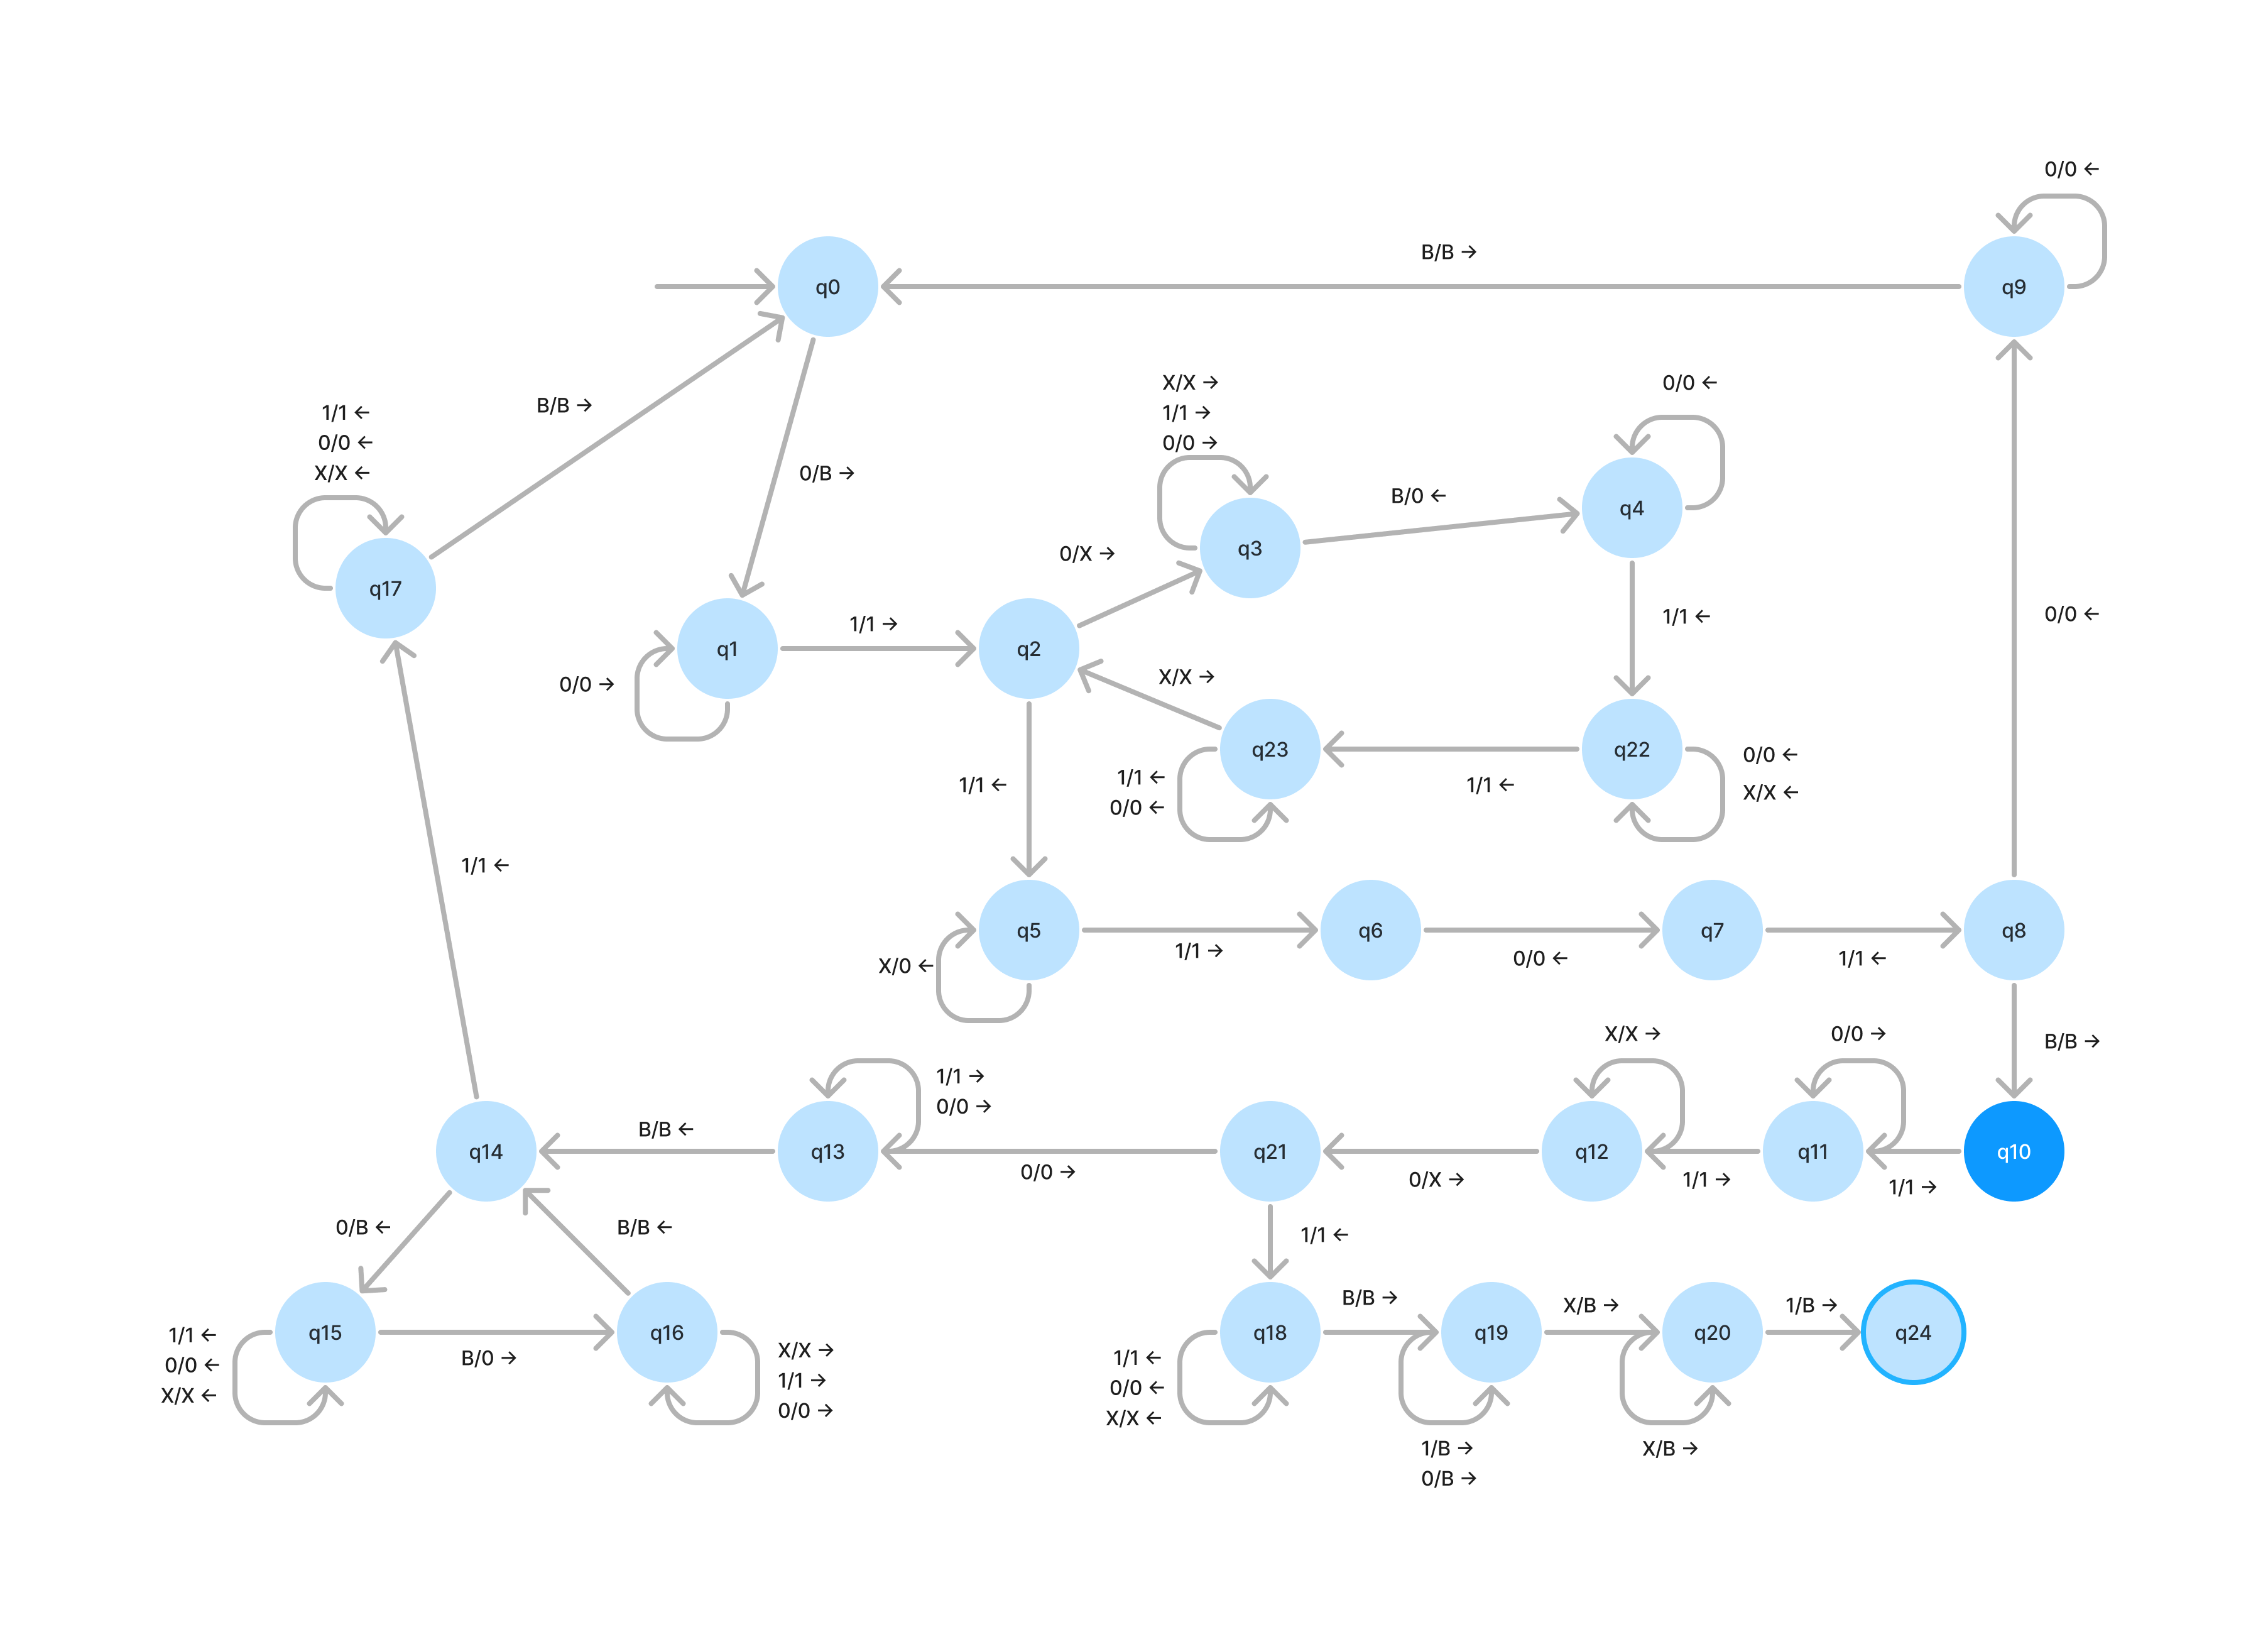 0/0 ←
B/B →
q0
q9
X/X →
1/1 →
0/0 →
0/0 ←
1/1 ←
0/0 ←
X/X ←
B/B →
0/B →
B/0 ←
q4
q3
0/X →
q17
1/1 →
q1
q2
1/1 ←
0/0 ←
X/X →
0/0 →
q23
q22
0/0 ←
X/X ←
1/1 ←
0/0 ←
1/1 ←
1/1 ←
1/1 ←
q5
q6
q7
q8
1/1 →
0/0 ←
1/1 ←
X/0 ←
X/X →
0/0 →
B/B →
1/1 →
0/0 →
B/B ←
q14
q13
q21
q12
q11
q10
0/0 →
0/X →
1/1 →
1/1 →
0/B ←
B/B ←
1/1 ←
B/B →
X/B →
1/B →
q15
q16
q18
q19
q20
q24
1/1 ←
0/0 ←
X/X ←
B/0 →
X/X →
1/1 →
0/0 →
1/1 ←
0/0 ←
X/X ←
1/B →
0/B →
X/B →